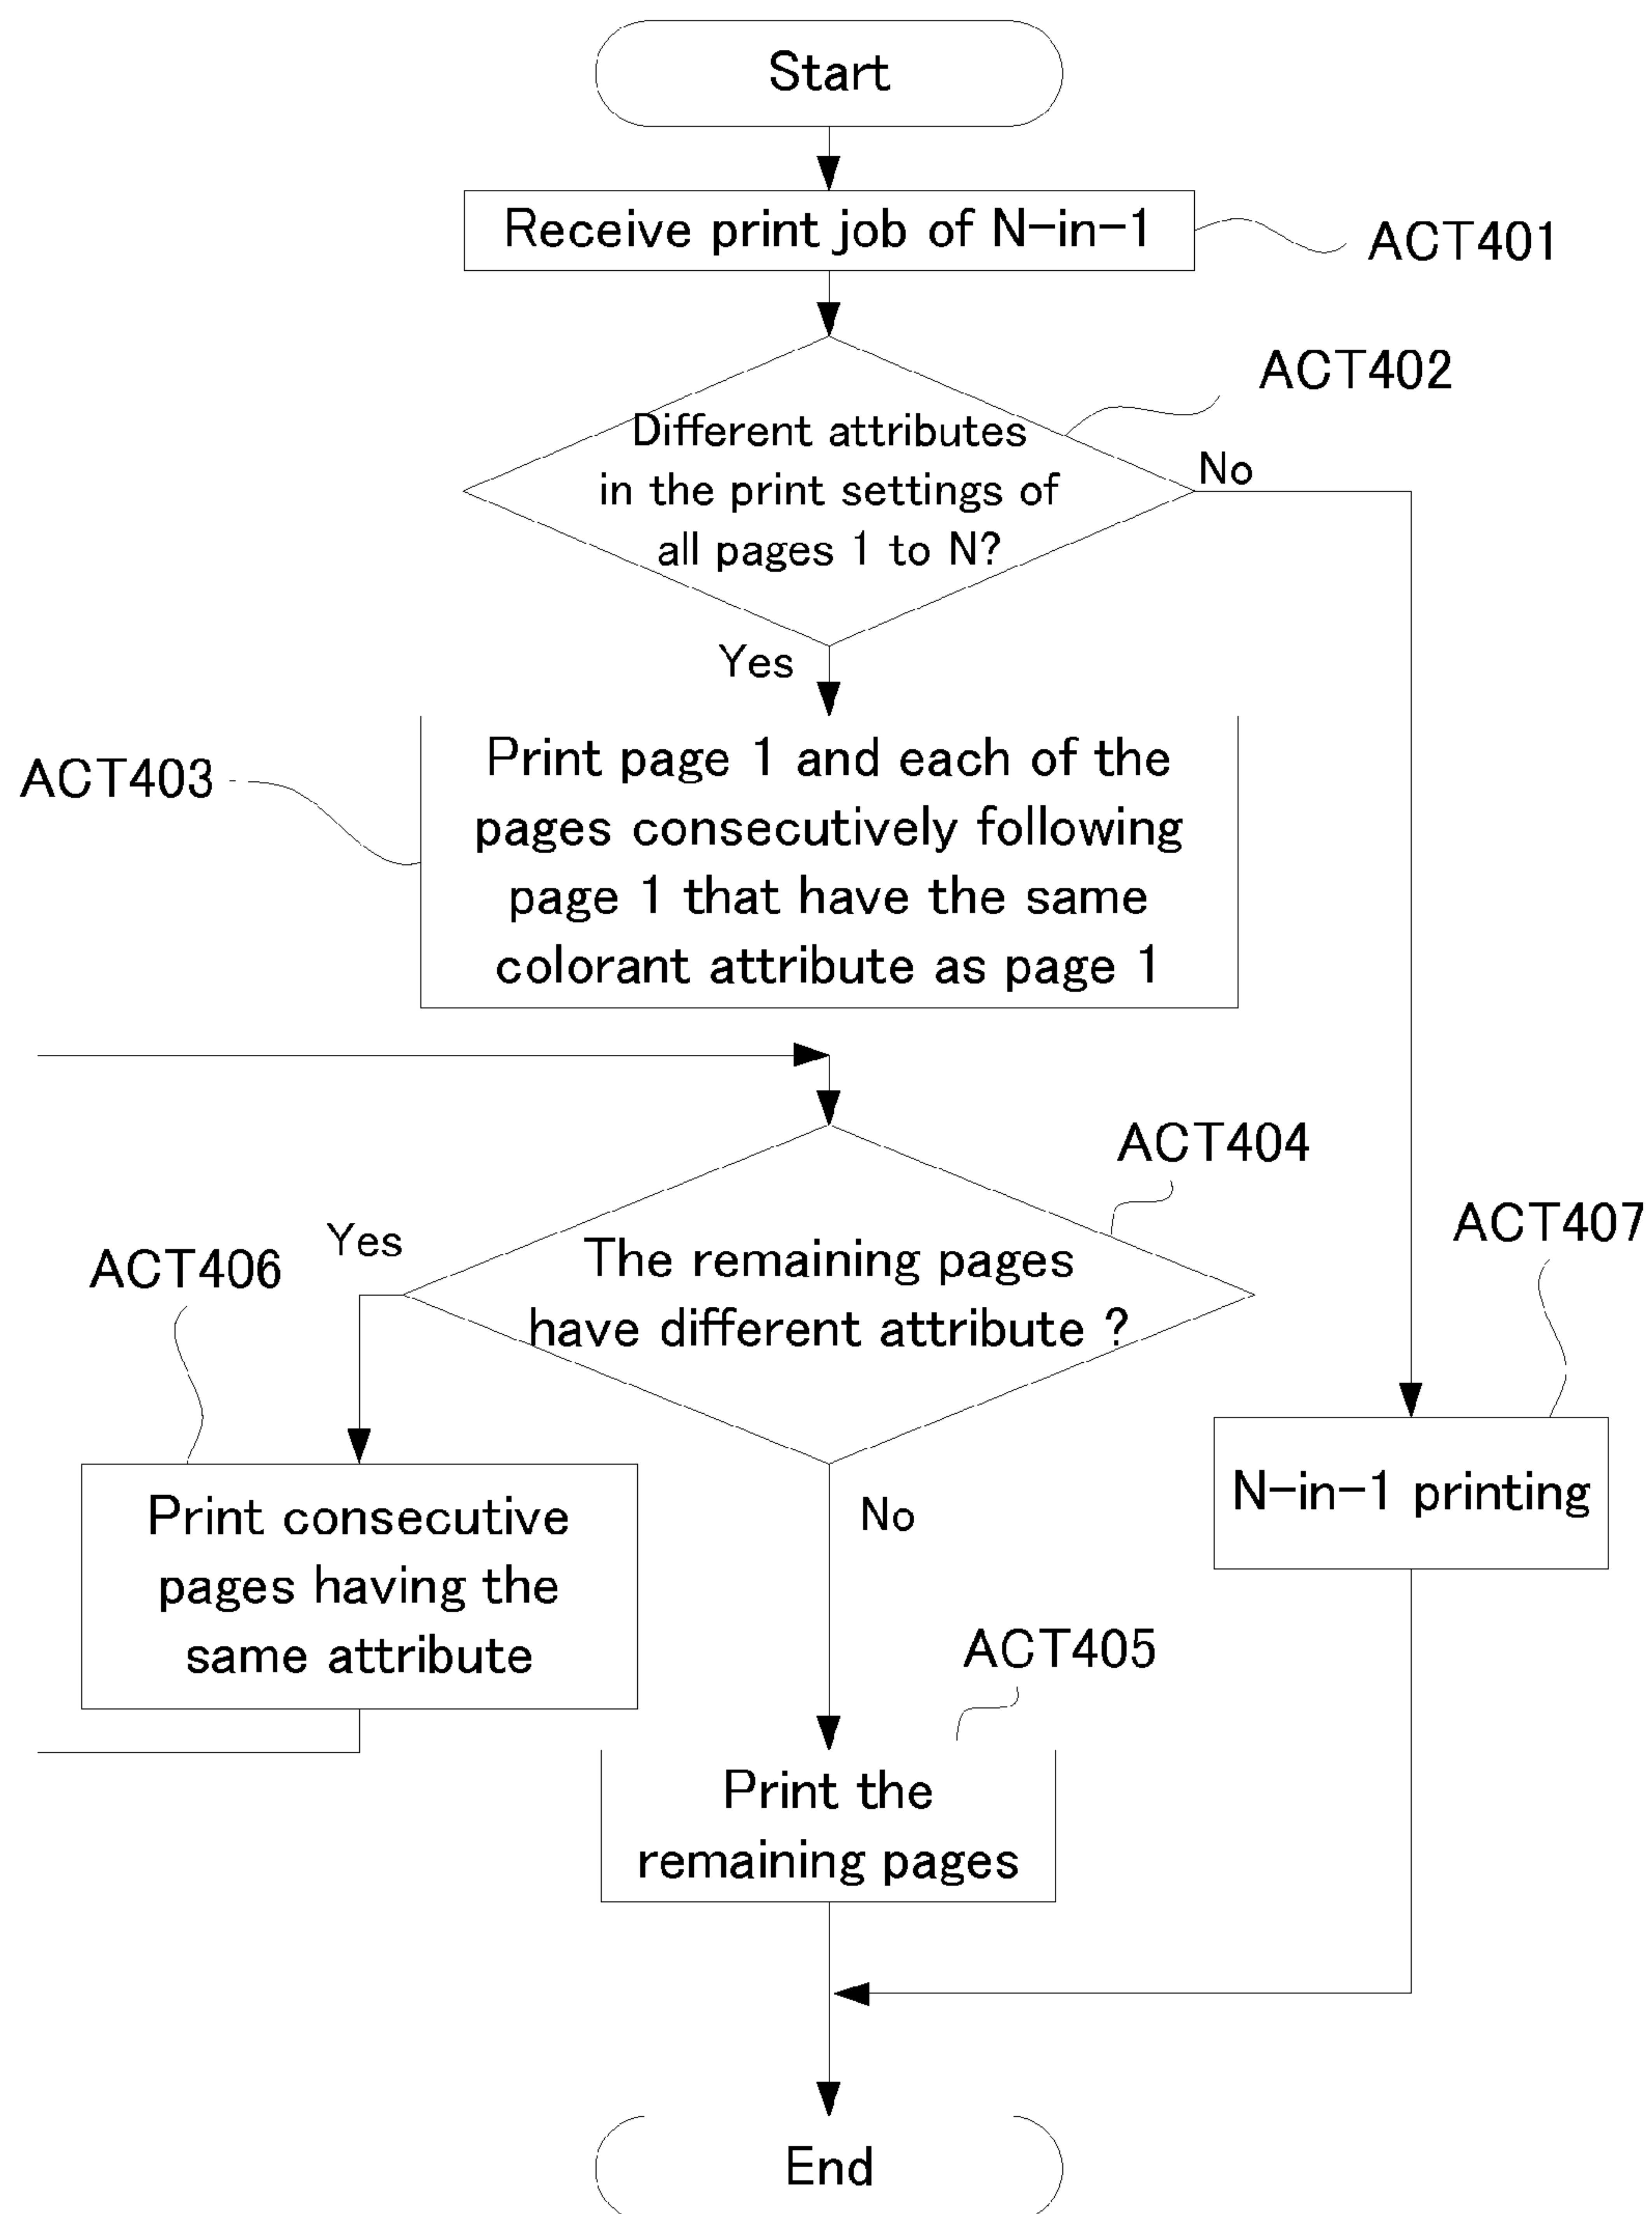 Start
Receive print job of N-in-1
ACT401
ACT402
Different attributes
in the print settings of
all pages 1 to N?
No
Yes
ACT403
Print page 1 and each of the
pages consecutively following
page 1 that have the same
colorant attribute as page 1
ACT404
The remaining pages
have different attribute ?
Yes
ACT406
ACT407
Print consecutive
pages having the
same attribute
No
N-in-1 printing
ACT405
Print the
remaining pages
End